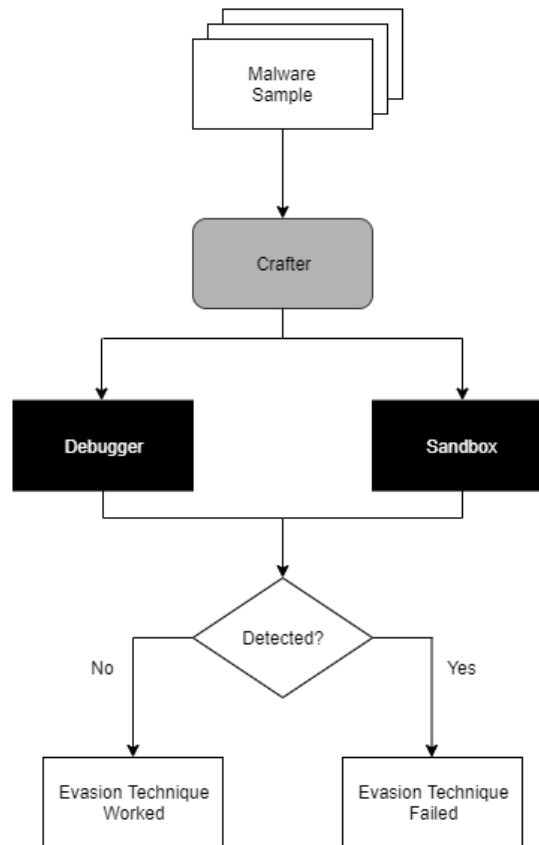 Malware
Sample
Crafter
Debugger
Sandbox
Detected?
No
Yes
Evasion Technique
Worked
Evasion Technique
Failed